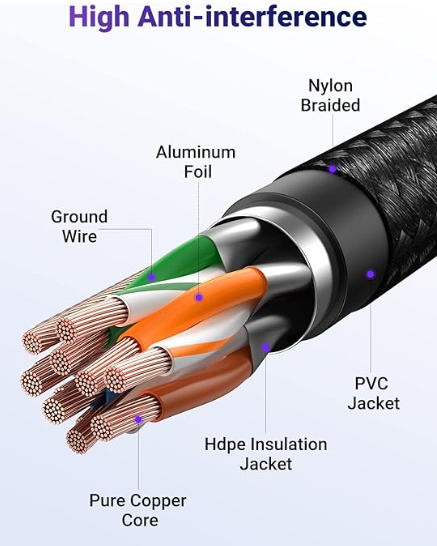 High Anti-interference
Nylon
Braided
Aluminum
Foil
Ground
Wire
PVC
Jacket
Hdpe Insulation
Jacket
Pure Copper
Core